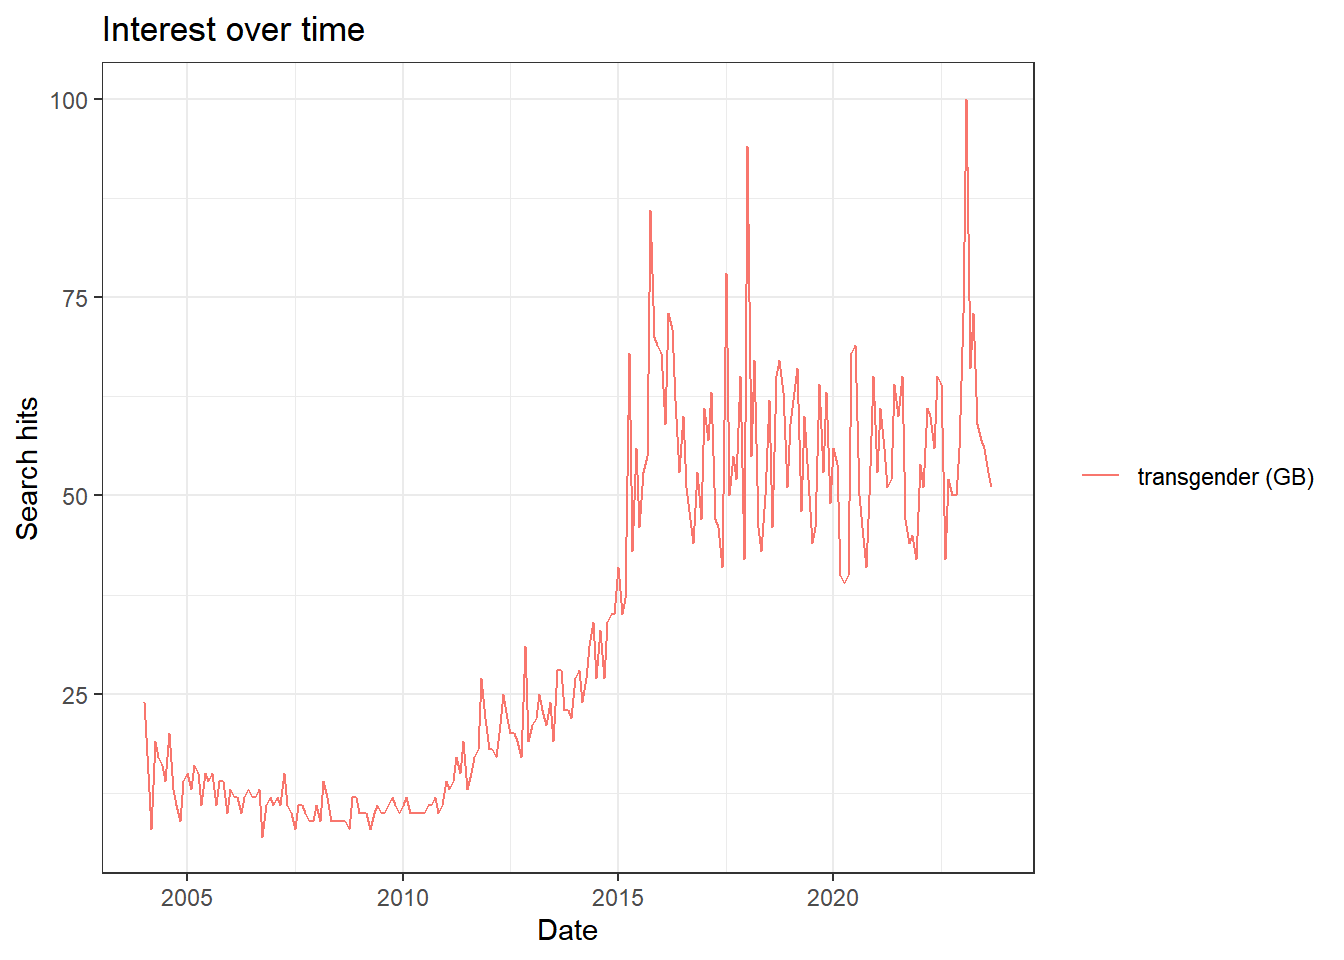 Interest over time
100
75
50
25
Search hits
2005 2010 2015 2020
Date
transgender (GB)